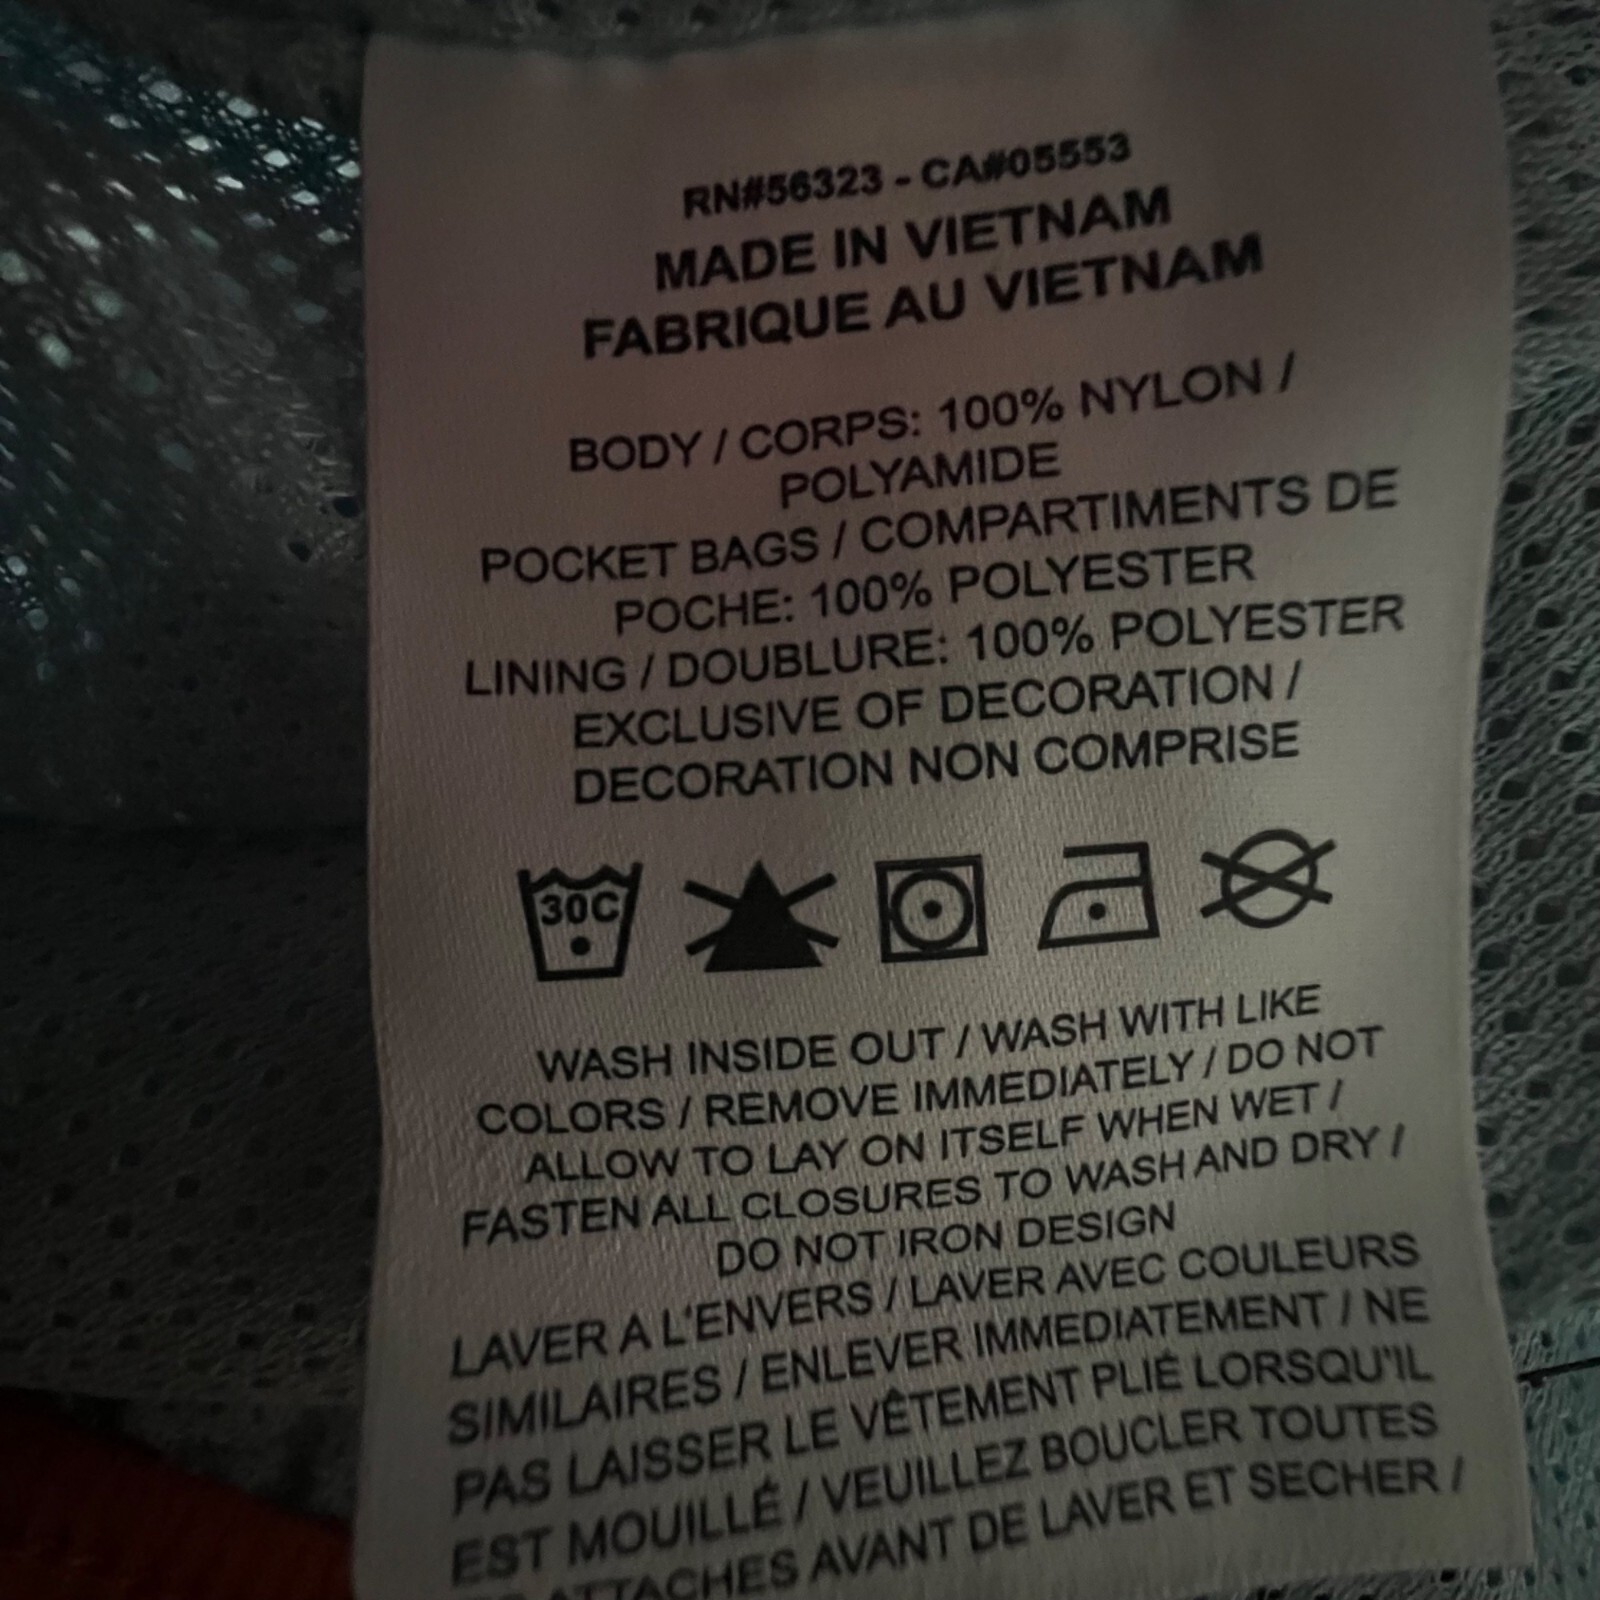 RN#56323 - CA#05553
MADE IN VIETNAM
FABRIQUE AU VIETNAM
BODY / CORPS: 100% NYLON /
POLYAMIDE
POCKET BAGS / COMPARTIMENTS DE
POCHE: 100% POLYESTER
LINING / DOUBLURE: 100% POLYESTER
EXCLUSIVE OF DECORATION /
DECORATION NON COMPRISE
30C
WASH INSIDE OUT / WASH WITH LIKE
COLORS / REMOVE IMMEDIATELY / DO NOT
ALLOW TO LAY ON ITSELF WHEN WET /
FASTEN ALL CLOSURES TO WASH AND DRY /
DO NOT IRON DESIGN
LAVER A L'ENVERS / LAVER AVEC COULEURS
SIMILAIRES / ENLEVER IMMEDIATEMENT / NE
PAS LAISSER LE VÊTEMENT PLIÉ LORSQU'IL
EST MOUILLÉ / VEUILLEZ BOUCLER TOUTES
ATTACHES AVANT DE LAVER ET SECHER /